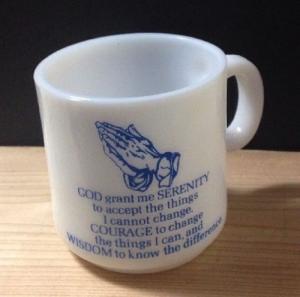 GOD grant me SERENITY
to accept the things
I cannot change.
COURAGE to change
the things I can, and
WISDOM to know the difference